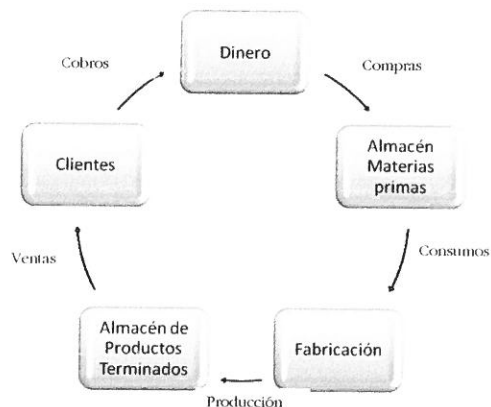 Dinero
Cobros
Compras
Clientes
Almacén
Materias
primas
Ventas
Consumos
Almacén de
Productos
Terminados
Fabricación
Producción